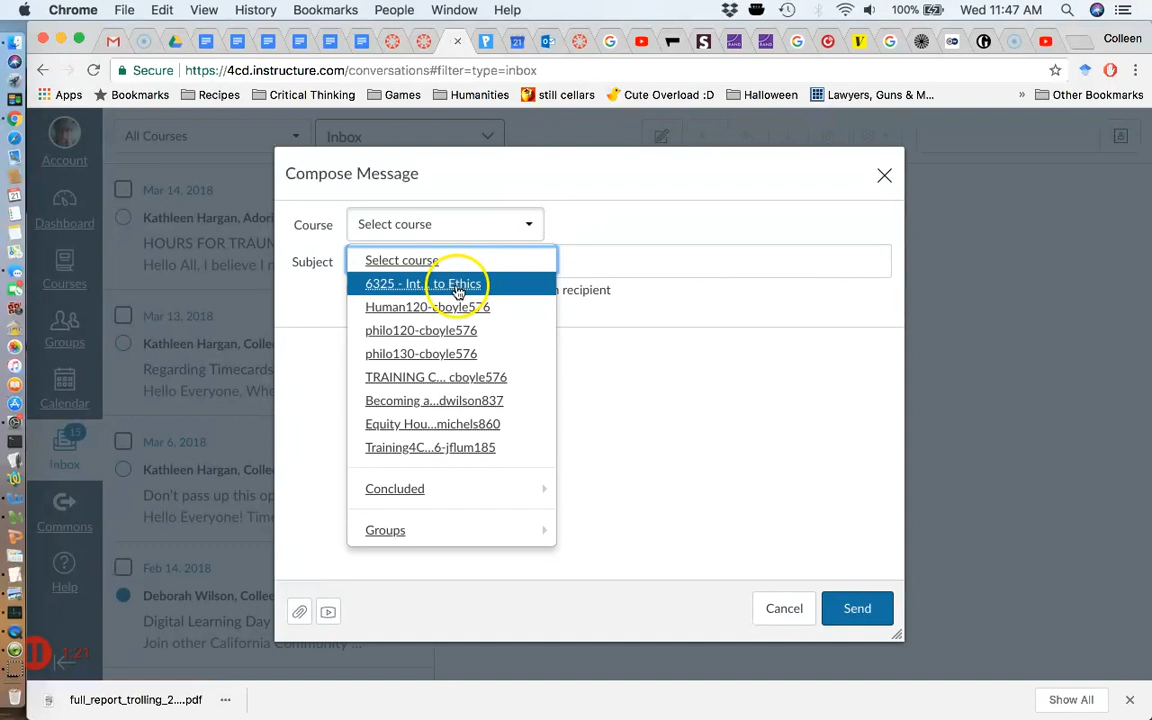 Chrome File Edit View History Bookmarks People Window Help 100% Wed 11:47 AM
Colleen
Secure https://4cd.instructure.com/conversations#filter=type=inbox
Apps Bookmarks Recipes Critical Thinking Games Humanities still cellars Cute Overload :D Halloween Lawyers, Guns & M... » Other Bookmarks
Account
Dashboard
Courses
Groups
Calendar
15
Inbox
Commons
Help
1:21
All Courses Inbox
Mar 14, 2018
Kathleen Hargan, Adori
HOURS FOR TRAUM
Hello All, I believe I n
Mar 13, 2018
Kathleen Hargan, Colle
Regarding Timecards
Hello Everyone, Whe
Mar 6, 2018
Kathleen Hargan, Colle
Don't pass up this op
Hello Everyone! Time
Feb 14, 2018
Deborah Wilson, Collee
Digital Learning Day
Join other California Community ...
Compose Message
Course Select course
Subject
Select course
6325 - Int... to Ethics
n recipient
Human120-cboyle576
philo120-cboyle576
philo130-cboyle576
TRAINING C... cboyle576
Becoming a...dwilson837
Equity Hou...michels860
Training4C...6-jflum185
Concluded
Groups
Cancel Send
full_report_trolling_2....pdf ... Show All